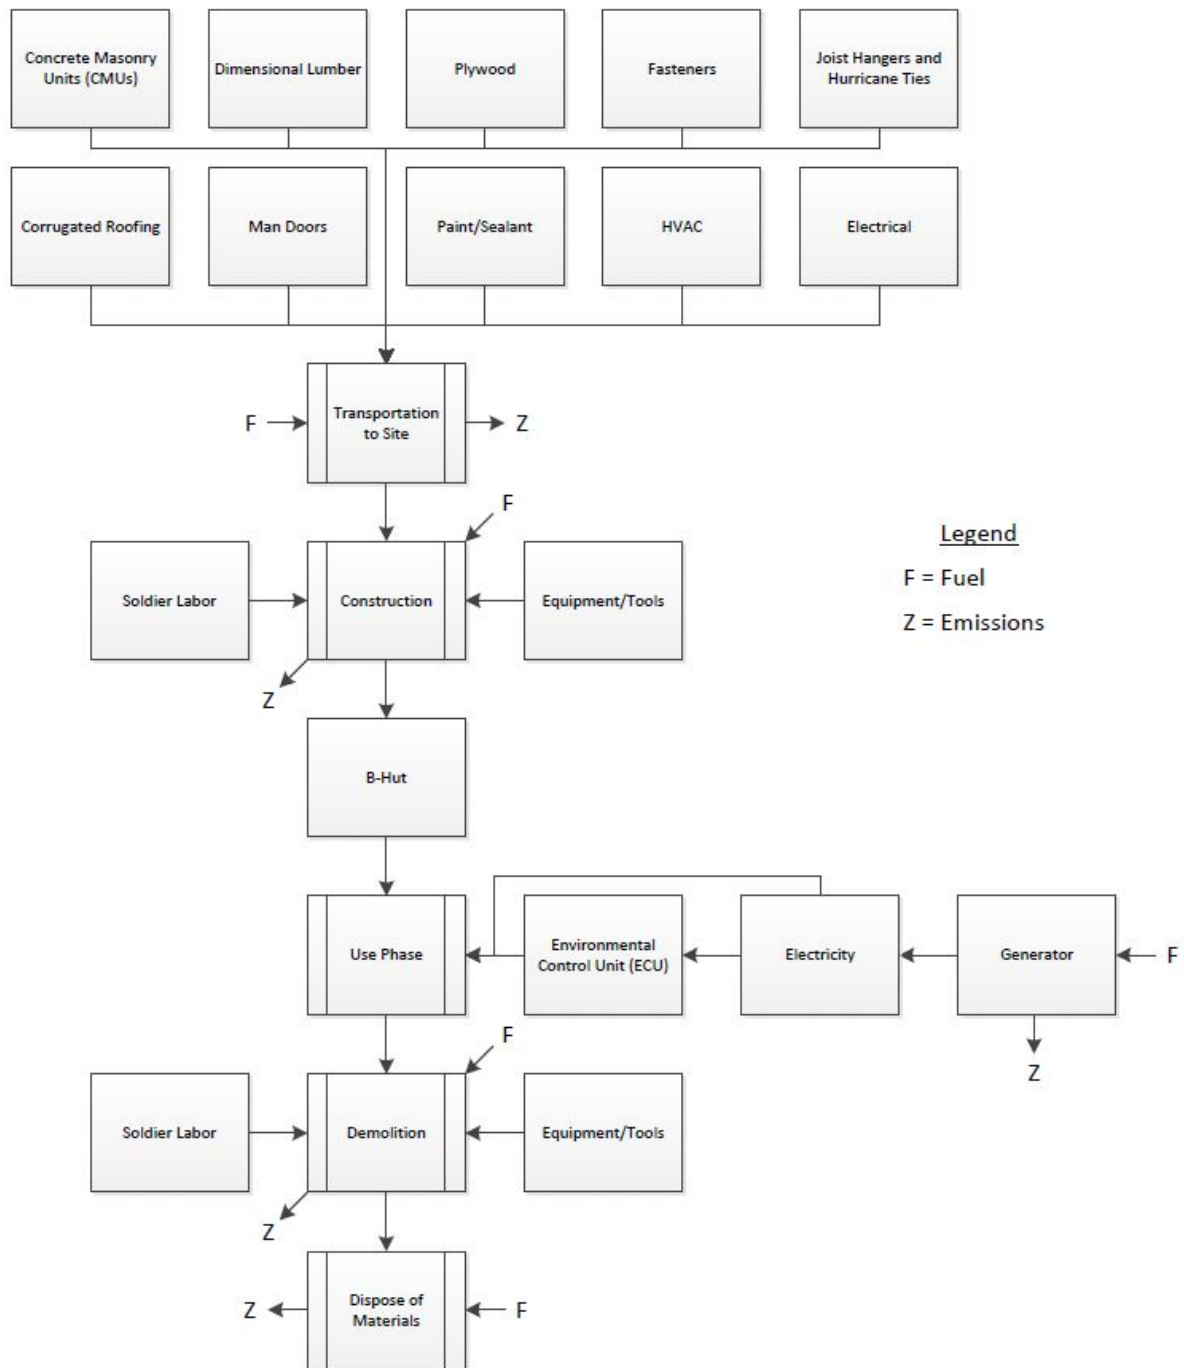 Concrete Masonry
Units (CMUs)
Dimensional Lumber
Plywood
Fasteners
Joist Hangers and
Hurricane Ties
Corrugated Roofing
Man Doors
Paint/Sealant
HVAC
Electrical
F
Transportation
to Site
Z
F
Legend
F = Fuel
Z = Emissions
Soldier Labor
Construction
Equipment/Tools
Z
B-Hut
Use Phase
Environmental
Control Unit (ECU)
Electricity
Generator
F
F
Z
Soldier Labor
Demolition
Equipment/Tools
Z
Z
Dispose of
Materials
F